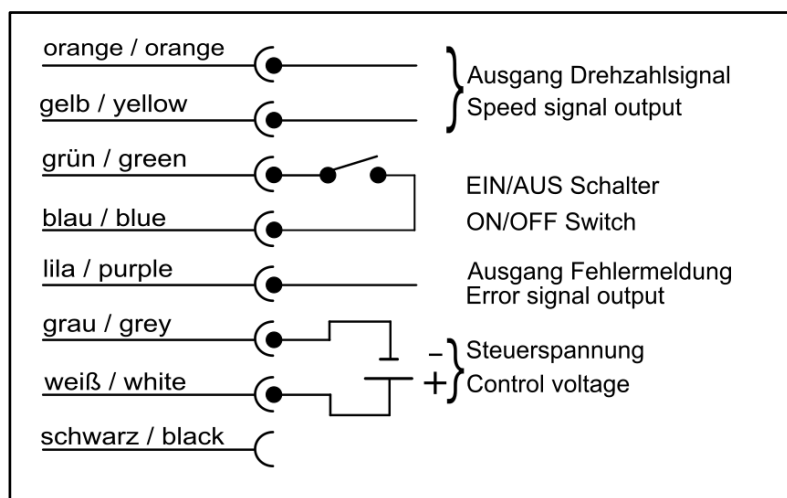 orange / orange
gelb / yellow
grün / green
blau / blue
lila / purple
grau / grey
weiß / white
schwarz / black
Ausgang Drehzahlsignal
Speed signal output
EIN/AUS Schalter
ON/OFF Switch
Ausgang Fehlermeldung
Error signal output
− Steuerspannung
+ Control voltage